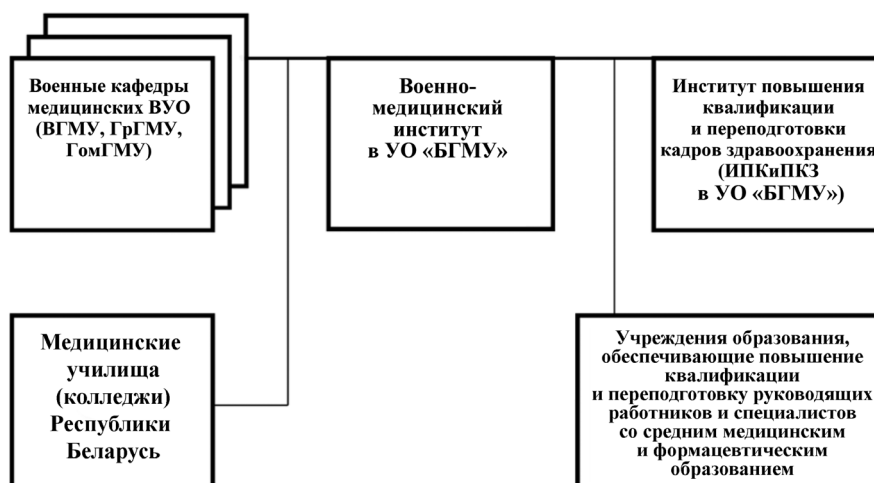 Военные кафедры
медицинских ВУО
(ВГМУ, ГрГМУ,
ГомГМУ)
Военно-
медицинский
институт
в УО «БГМУ»
Институт повышения
квалификации
и переподготовки
кадров здравоохранения
(ИПКиПКЗ
в УО «БГМУ»)
Медицинские
училища
(колледжи)
Республики
Беларусь
Учреждения образования,
обеспечивающие повышение
квалификации
и переподготовку руководящих
работников и специалистов
со средним медицинским
и формацевтическим
образованием